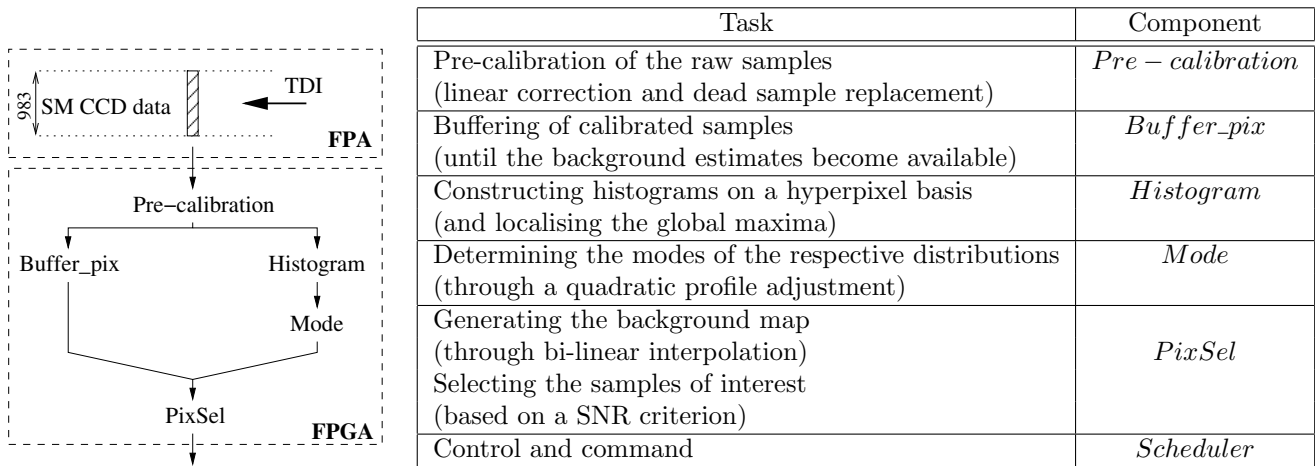 983
SM CCD data
TDI
FPA
Pre−calibration
Buffer_pix
Histogram
Mode
PixSel
FPGA
Task Component
Pre-calibration of the raw samples Pre − calibration
(linear correction and dead sample replacement)
Buffering of calibrated samples Buffer_pix
(until the background estimates become available)
Constructing histograms on a hyperpixel basis Histogram
(and localising the global maxima)
Determining the modes of the respective distributions Mode
(through a quadratic profile adjustment)
Generating the background map
(through bi-linear interpolation) PixSel
Selecting the samples of interest
(based on a SNR criterion)
Control and command Scheduler